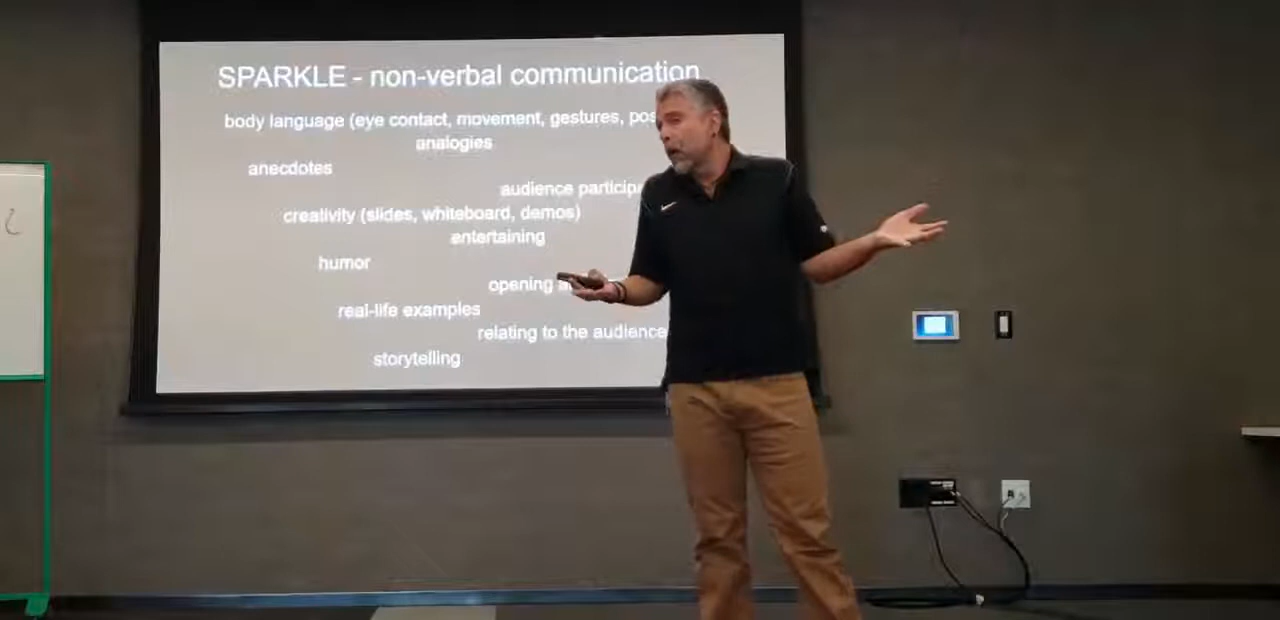 SPARKLE - non-verbal communication
body language (eye contact, movement, gestures,
analogies
anecdotes
audience
creativity (slides, whiteboard, demos)
entertaining
humor
opening
real-life examples
relating to the audience
storytelling